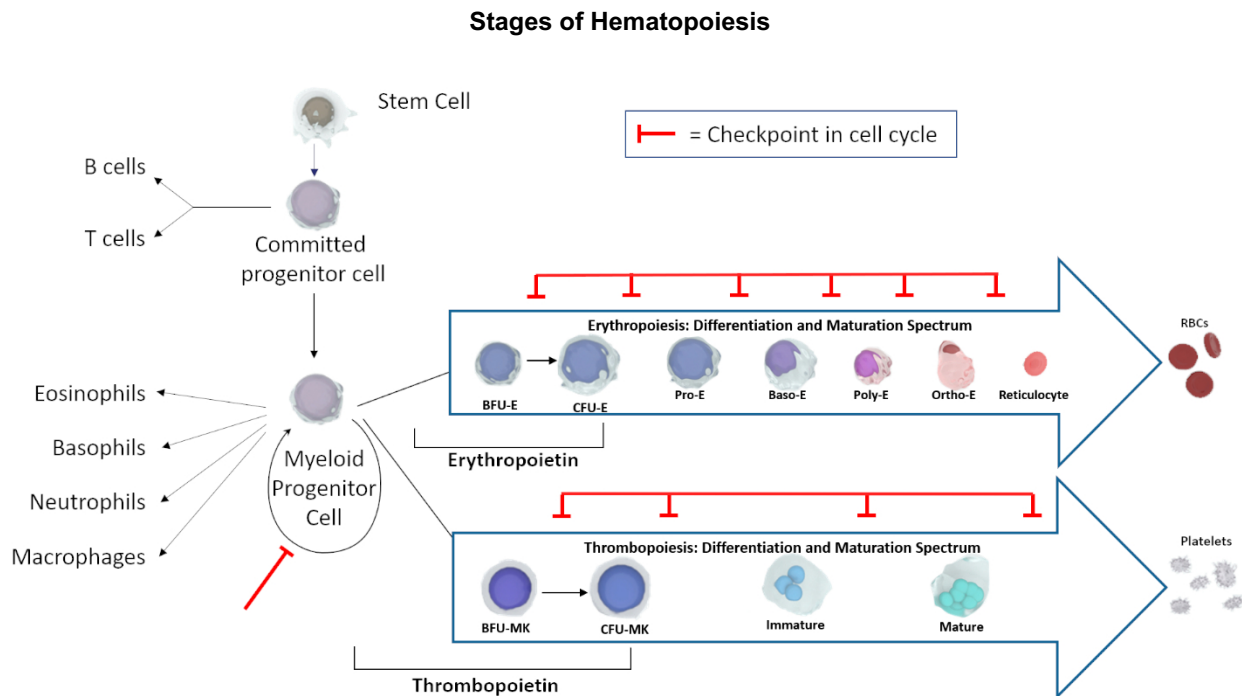 Stages of Hematopoiesis
Stem Cell
= Checkpoint in cell cycle
B cells
T cells
Committed
progenitor cell
Erythropoiesis: Differentiation and Maturation Spectrum
BFU-E
CFU-E
Pro-E
Baso-E
Poly-E
Ortho-E
Reticulocyte
RBCs
Erythropoietin
Eosinophils
Basophils
Neutrophils
Macrophages
Myeloid
Progenitor
Cell
Thrombopoiesis: Differentiation and Maturation Spectrum
BFU-MK
CFU-MK
Immature
Mature
Platelets
Thrombopoietin